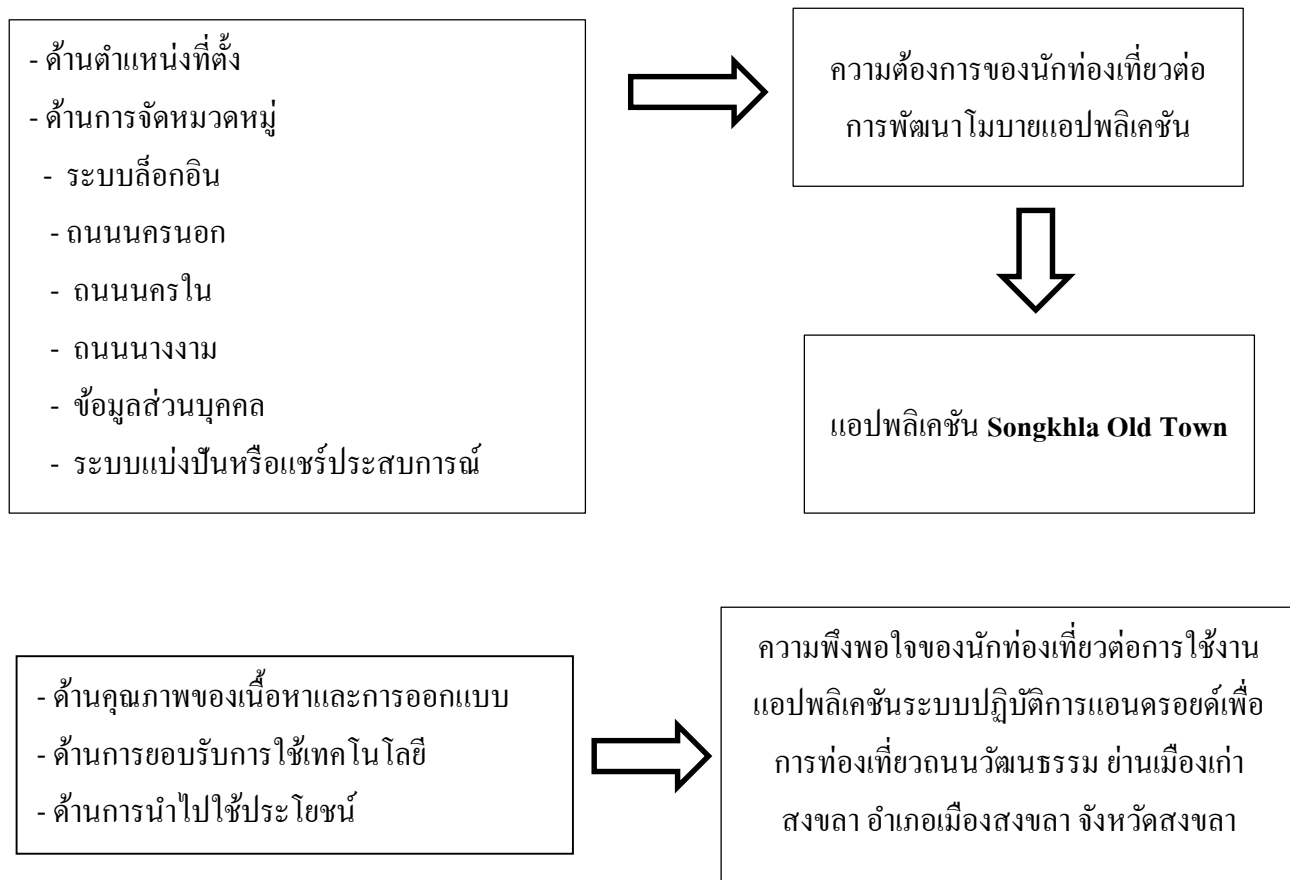 - ด้านตำแหน่งที่ตั้ง
- ด้านการจัดหมวดหมู่
- ระบบล็อกอิน
- ถนนนครนอก
- ถนนนครใน
- ถนนนางงาม
- ข้อมูลส่วนบุคคล
- ระบบแบ่งปันหรือแชร์ประสบการณ์
ความต้องการของนักท่องเที่ยวต่อ
การพัฒนาโมบายแอปพลิเคชัน
แอปพลิเคชัน Songkhla Old Town
- ด้านคุณภาพของเนื้อหาและการออกแบบ
- ด้านการยอบรับการใช้เทคโนโลยี
- ด้านการนำไปใช้ประโยชน์
ความพึงพอใจของนักท่องเที่ยวต่อการใช้งาน
แอปพลิเคชันระบบปฏิบัติการแอนดรอยด์เพื่อ
การท่องเที่ยวถนนวัฒนธรรม ย่านเมืองเก่า
สงขลา อำเภอเมืองสงขลา จังหวัดสงขลา